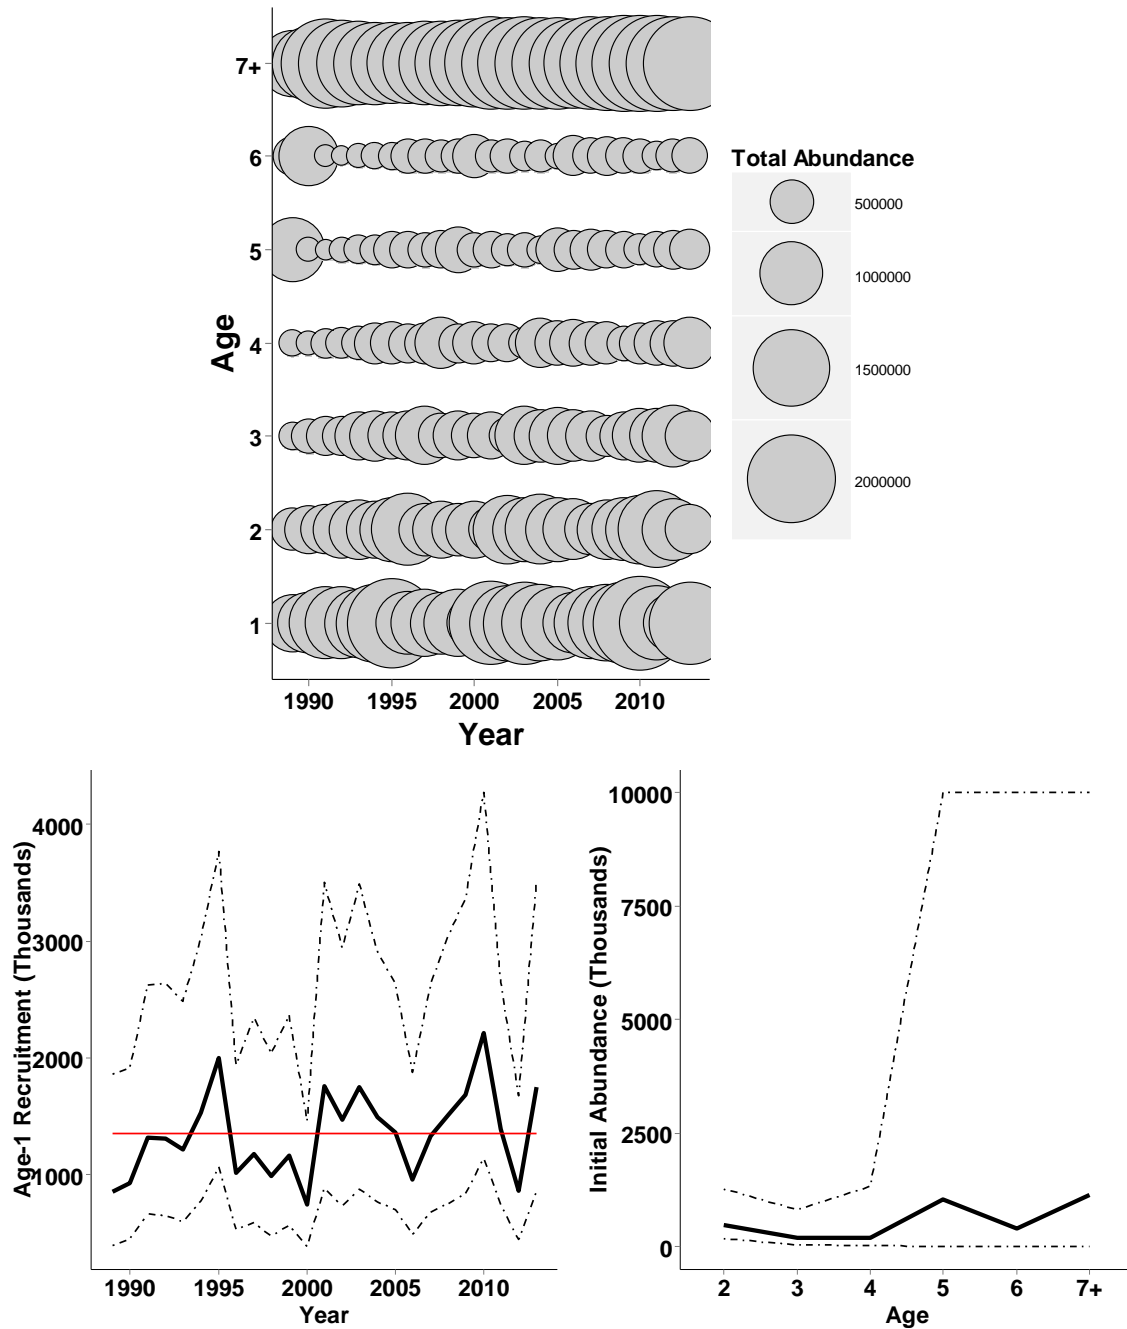 7+
6
5
4
3
2
1
Age
1990 1995 2000 2005 2010
Year
Total Abundance
500000
1000000
1500000
2000000
4000
3000
2000
1000
Age-1 Recruitment (Thousands)
1990 1995 2000 2005 2010
Year
10000
7500
5000
2500
0
Initial Abundance (Thousands)
2 3 4 5 6 7+
Age